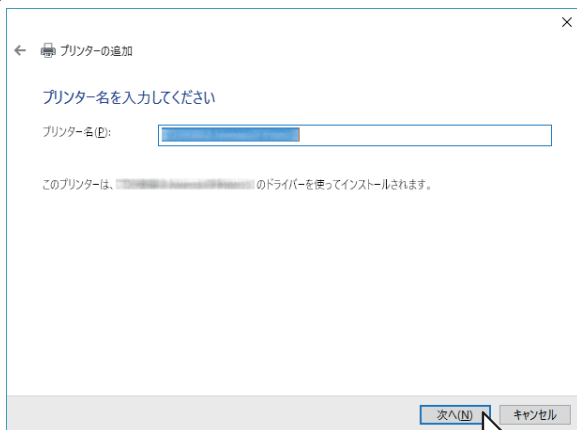 プリンターの追加
プリンター名を入力してください
プリンター名(P):
このプリンターは、 のドライバーを使ってインストールされます。
次へ(N) キャンセル